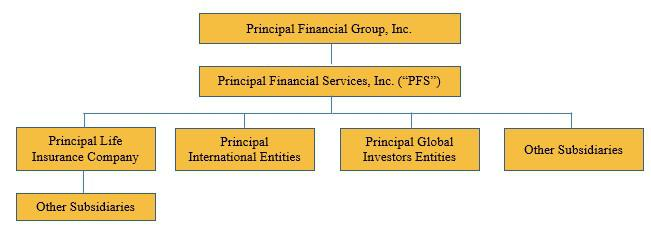 Principal Financial Group, Inc.
Principal Financial Services, Inc. (“PFS”)
Principal Life
Insurance Company
Principal
International Entities
Principal Global
Investors Entities
Other Subsidiaries
Other Subsidiaries